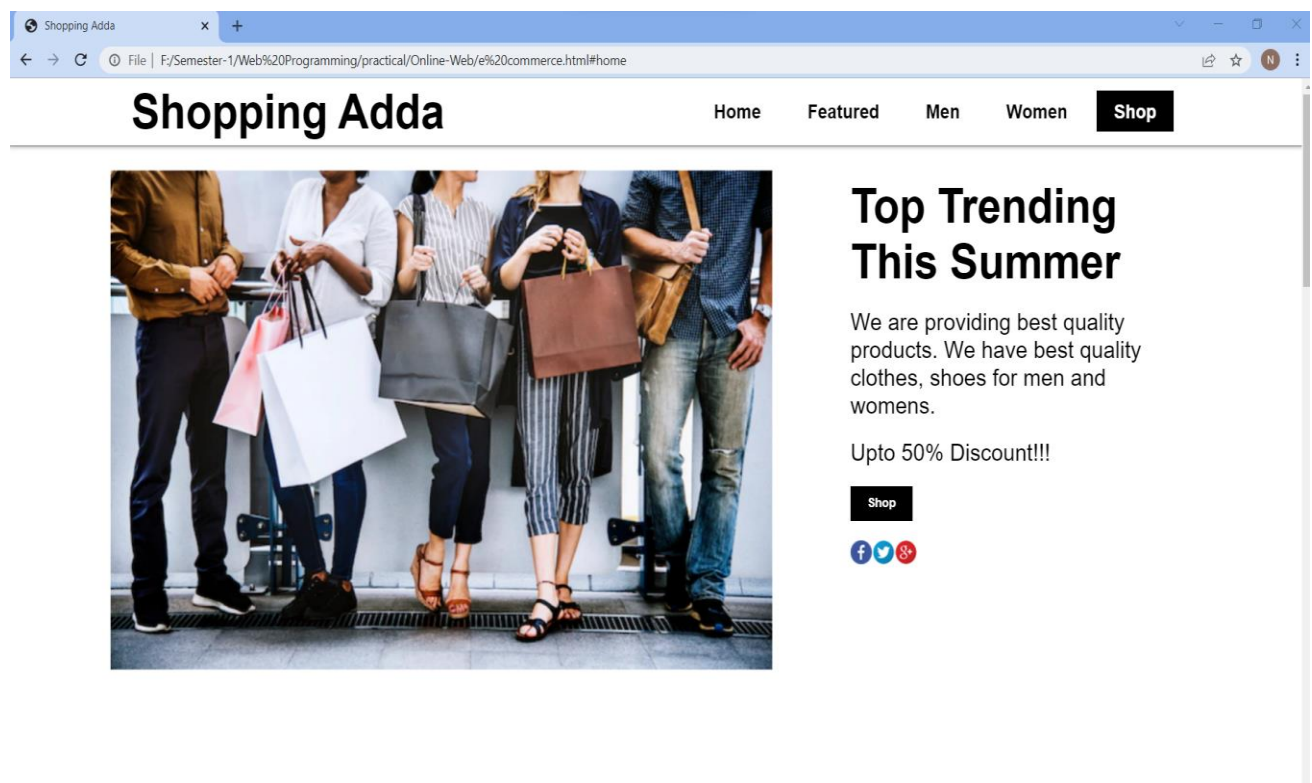 Shopping Adda
File | F:/Semester-1/Web%20Programming/practical/Online-Web/e%20commerce.html#home
N
Shopping Adda
Home Featured Men Women Shop
Top Trending
This Summer
We are providing best quality
products. We have best quality
clothes, shoes for men and
womens.
Upto 50% Discount!!!
Shop